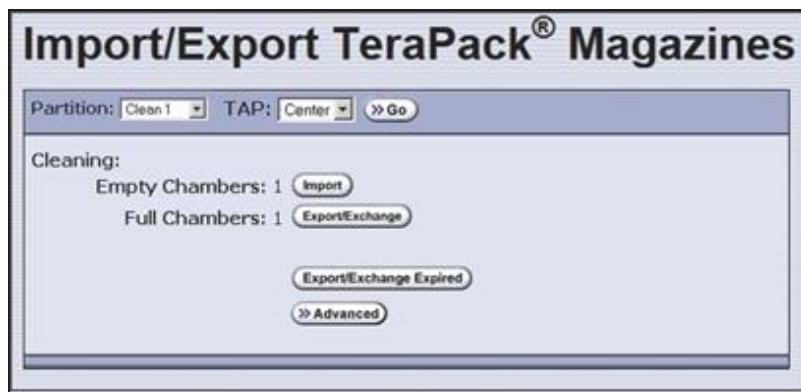 Import/Export TeraPack® Magazines
Partition: Clean 1 TAP: Center » Go
Cleaning:
Empty Chambers: 1 Import
Full Chambers: 1 Export/Exchange
Export/Exchange Expired
» Advanced